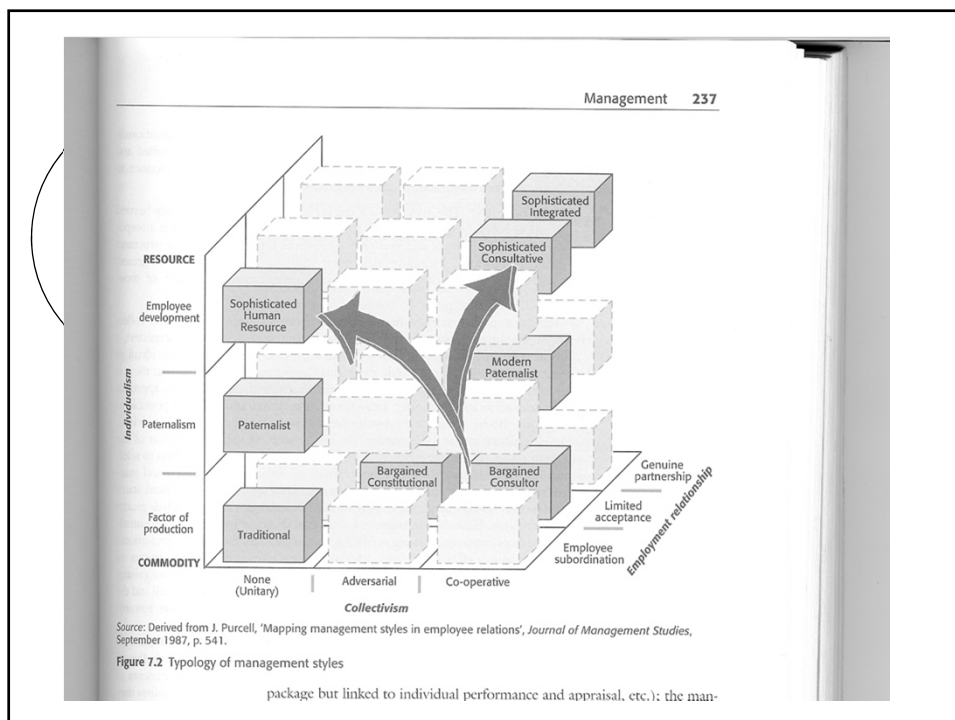 Management 237
Sophisticated
Integrated
Sophisticated
Consultative
RESOURCE
Employee
development
Sophisticated
Human
Resource
Modern
Paternalist
Individualism
Paternalism
Paternalist
Bargained
Constitutional
Bargained
Consultor
Genuine
partnership
Limited
acceptance
Employee
subordination
Employment relationship
Factor of
production
Traditional
COMMODITY
None
(Unitary)
Adversarial
Co-operative
Collectivism
Source: Derived from J. Purcell, 'Mapping management styles in employee relations', Journal of Management Studies,
September 1987, p. 541.
Figure 7.2 Typology of management styles
package but linked to individual performance and appraisal, etc.); the man-